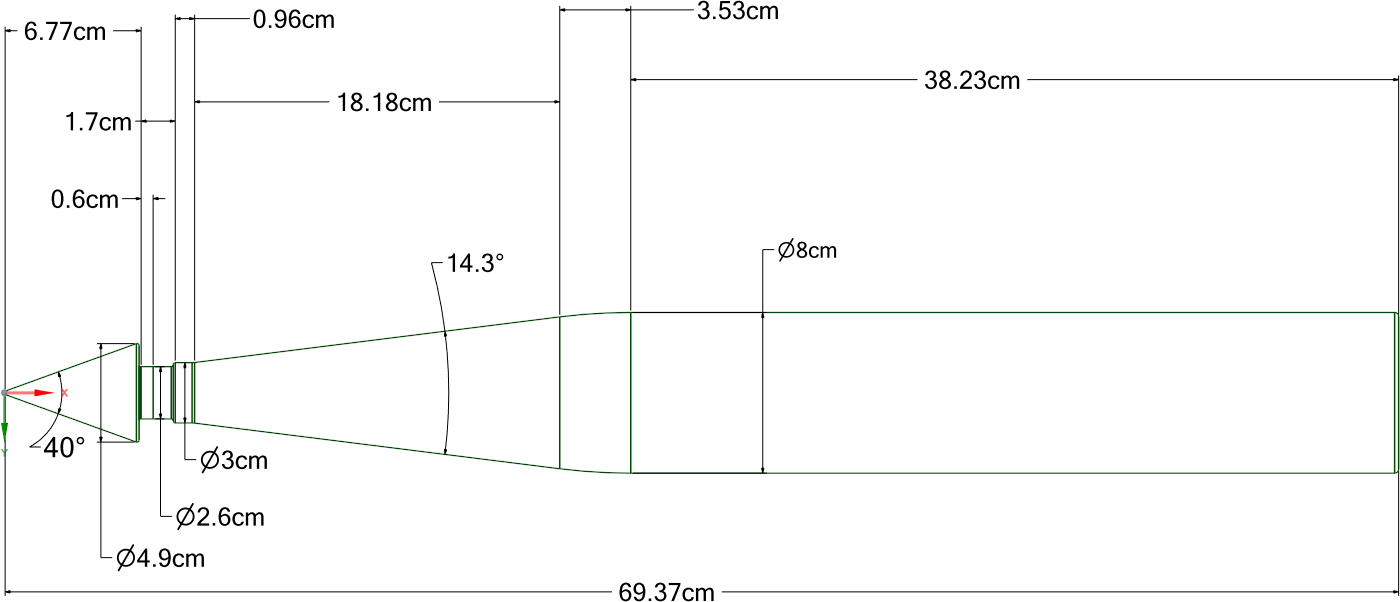 3.53cm
0.96cm
6.77cm
38.23cm
18.18cm
1.7cm
0.6cm
∅8cm
14.3°
X
40°
Y
∅3cm
∅2.6cm
∅4.9cm
69.37cm